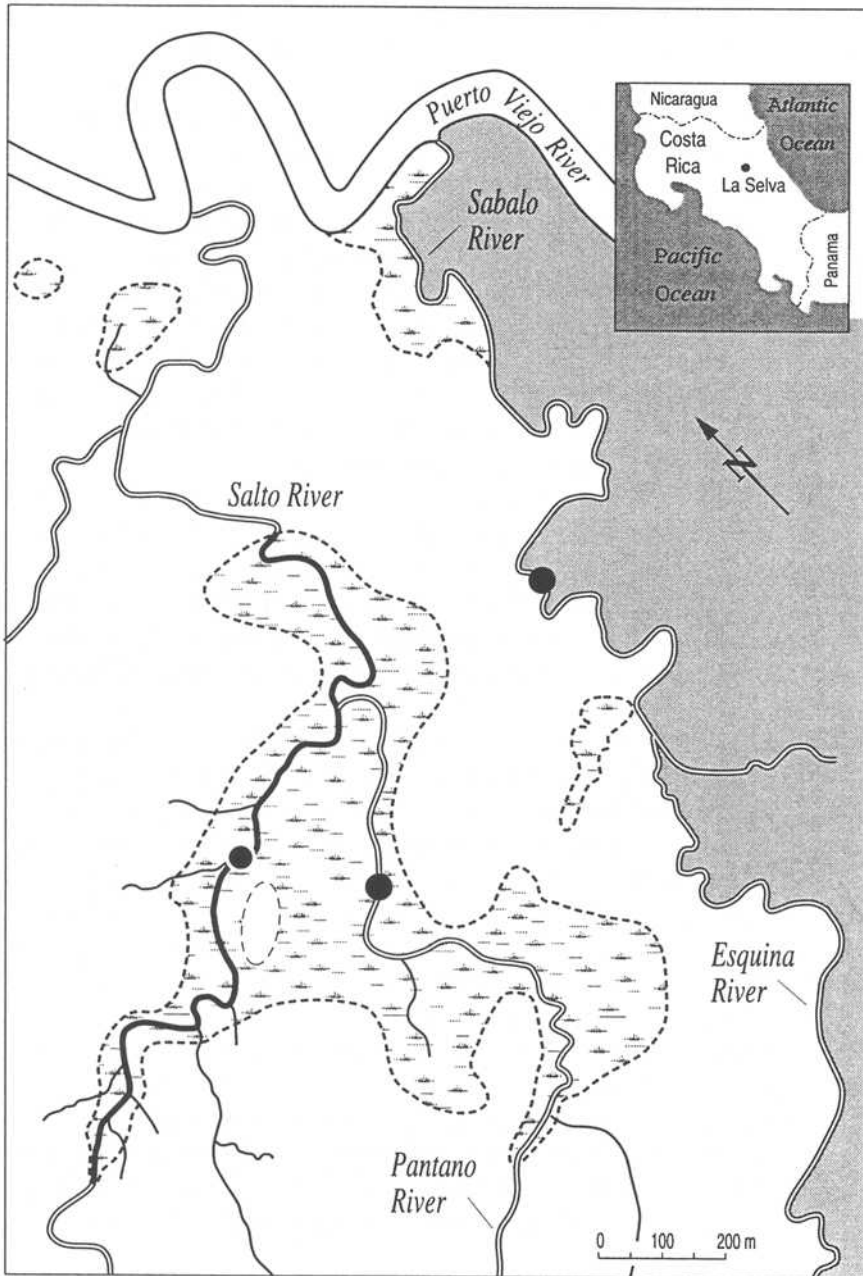 Puerto Viejo River
Nicaragua
Atlantic
Ocean
Costa
Rica
La Selva
Panama
Pacific
Ocean
Sabalo
River
N
Salto River
Esquina
River
Pantano
River
0 100 200 m